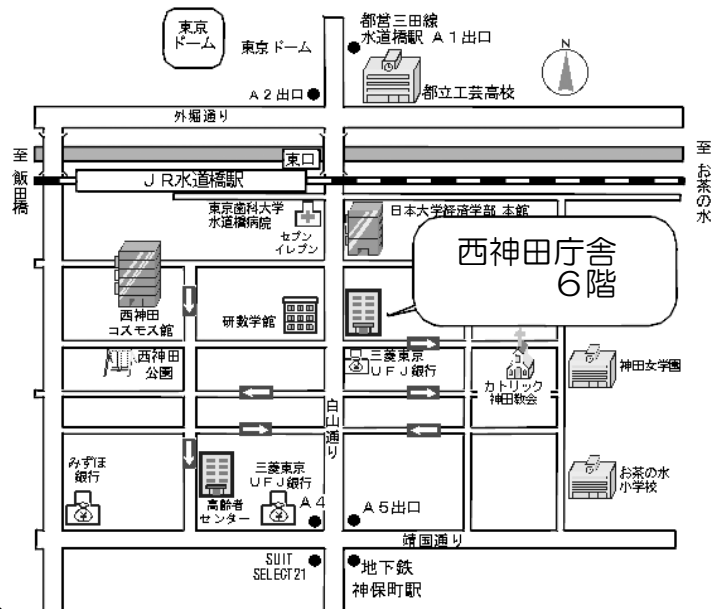 東京
ドーム
東京ドーム
都営三田線
水道橋駅 A1出口
N
A2出口
都立工芸高校
外堀通り
至 飯田橋
東口
至 お茶の水
JR水道橋駅
東京歯科大学
水道橋病院
セブン
イレブン
日本大学経済学部 本館
西神田庁舎
6階
西神田
コスモス館
研数学館
西神田
公園
三菱東京
UFJ銀行
カトリック
神田教会
神田女学園
白山通り
みずほ
銀行
高齢者
センター
三菱東京
UFJ銀行
A4
A5出口
お茶の水
小学校
靖国通り
SUIT
SELECT21
地下鉄
神保町駅